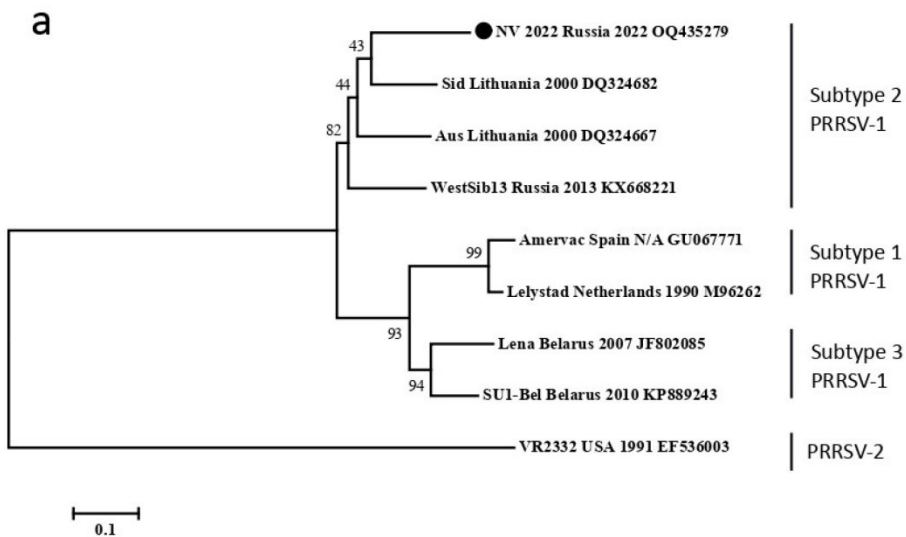 a
43
NV 2022 Russia 2022 OQ435279
44
Sid Lithuania 2000 DQ324682
Subtype 2
PRRSV-1
82
Aus Lithuania 2000 DQ324667
WestSib13 Russia 2013 KX668221
99
Amervac Spain N/A GU067771
Subtype 1
PRRSV-1
Lelystad Netherlands 1990 M96262
93
Lena Belarus 2007 JF802085
Subtype 3
PRRSV-1
94
SU1-Bel Belarus 2010 KP889243
VR2332 USA 1991 EF536003
PRRSV-2
0.1